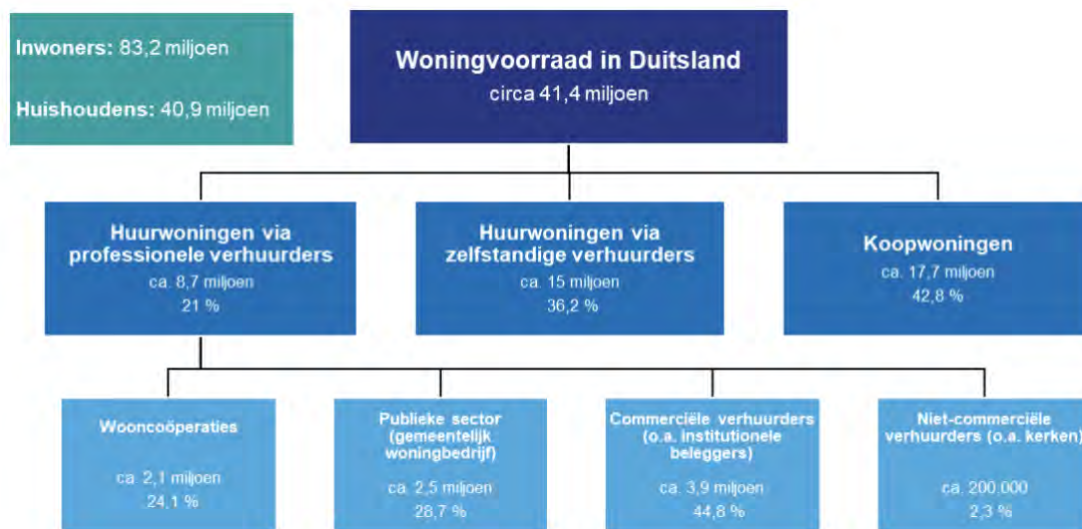 Inwoners: 83,2 miljoen
Huishoudens: 40,9 miljoen
Woningvoorraad in Duitsland
circa 41,4 miljoen
Huurwoningen via
professionele verhuurders
ca. 8,7 miljoen
21 %
Huurwoningen via
zelfstandige verhuurders
ca. 15 miljoen
36,2 %
Koopwoningen
ca. 17,7 miljoen
42,8 %
Wooncoöperaties
ca. 2,1 miljoen
24,1 %
Publieke sector
(gemeentelijk
woningbedrijf)
ca. 2,5 miljoen
28,7 %
Commerciële verhuurders
(o.a. institutionele
beleggers)
ca. 3,9 miljoen
44,8 %
Niet-commerciële
verhuurders (o.a. kerken)
ca. 200.000
2,3 %